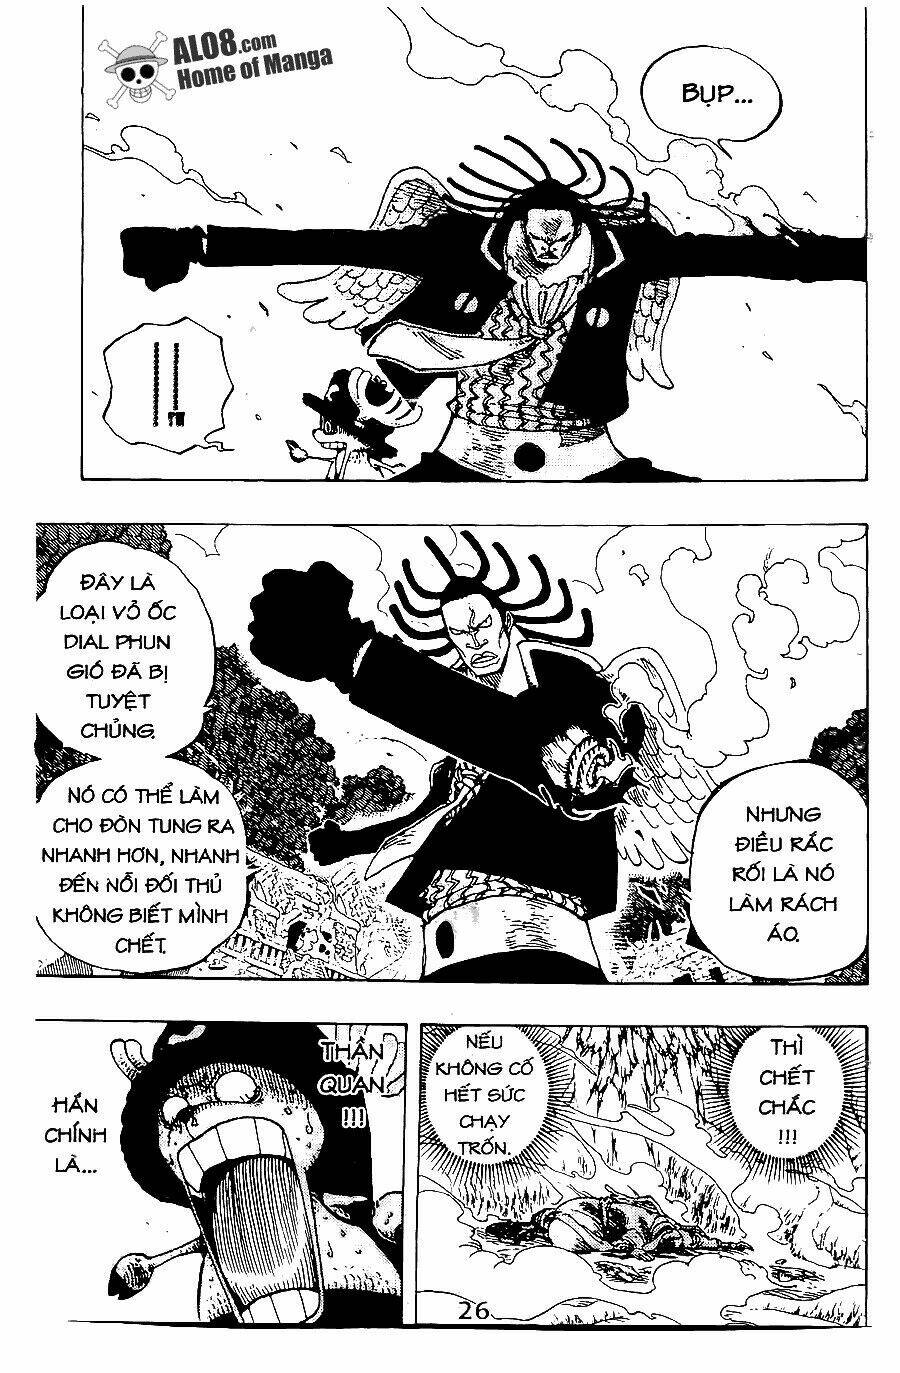 AL08.com
Home of Manga
BỤP...
!!
ĐÂY LÀ
LOẠI VỎ ỐC
DIAL PHUN
GIÓ ĐÃ BỊ
TUYỆT
CHỦNG.
NÓ CÓ THỂ LÀM
CHO ĐÒN TUNG RA
NHANH HƠN, NHANH
ĐẾN NỖI ĐỐI THỦ
KHÔNG BIẾT MÌNH
CHẾT.
NHƯNG
ĐIỀU RẮC
RỐI LÀ NÓ
LÀM RÁCH
ÁO.
HẮN
CHÍNH
LÀ...
THẦN
QUAN
!!!
NẾU
KHÔNG CỐ
HẾT SỨC
CHẠY
TRỐN.
THÌ
CHẾT
CHẮC
!!!
26